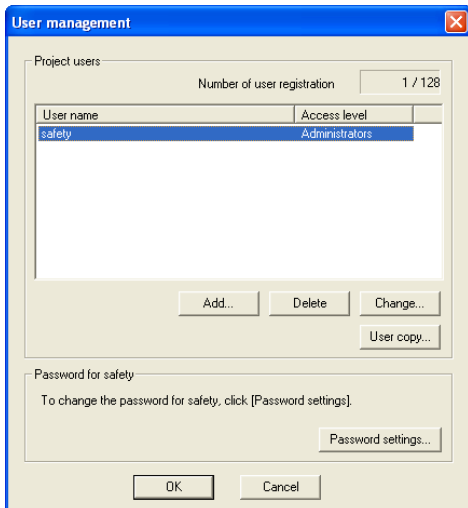 User management
Project users
Number of user registration 1 / 128
User name Access level
safety Administrators
Add... Delete Change...
User copy...
Password for safety
To change the password for safety, click [Password settings].
Password settings...
OK Cancel